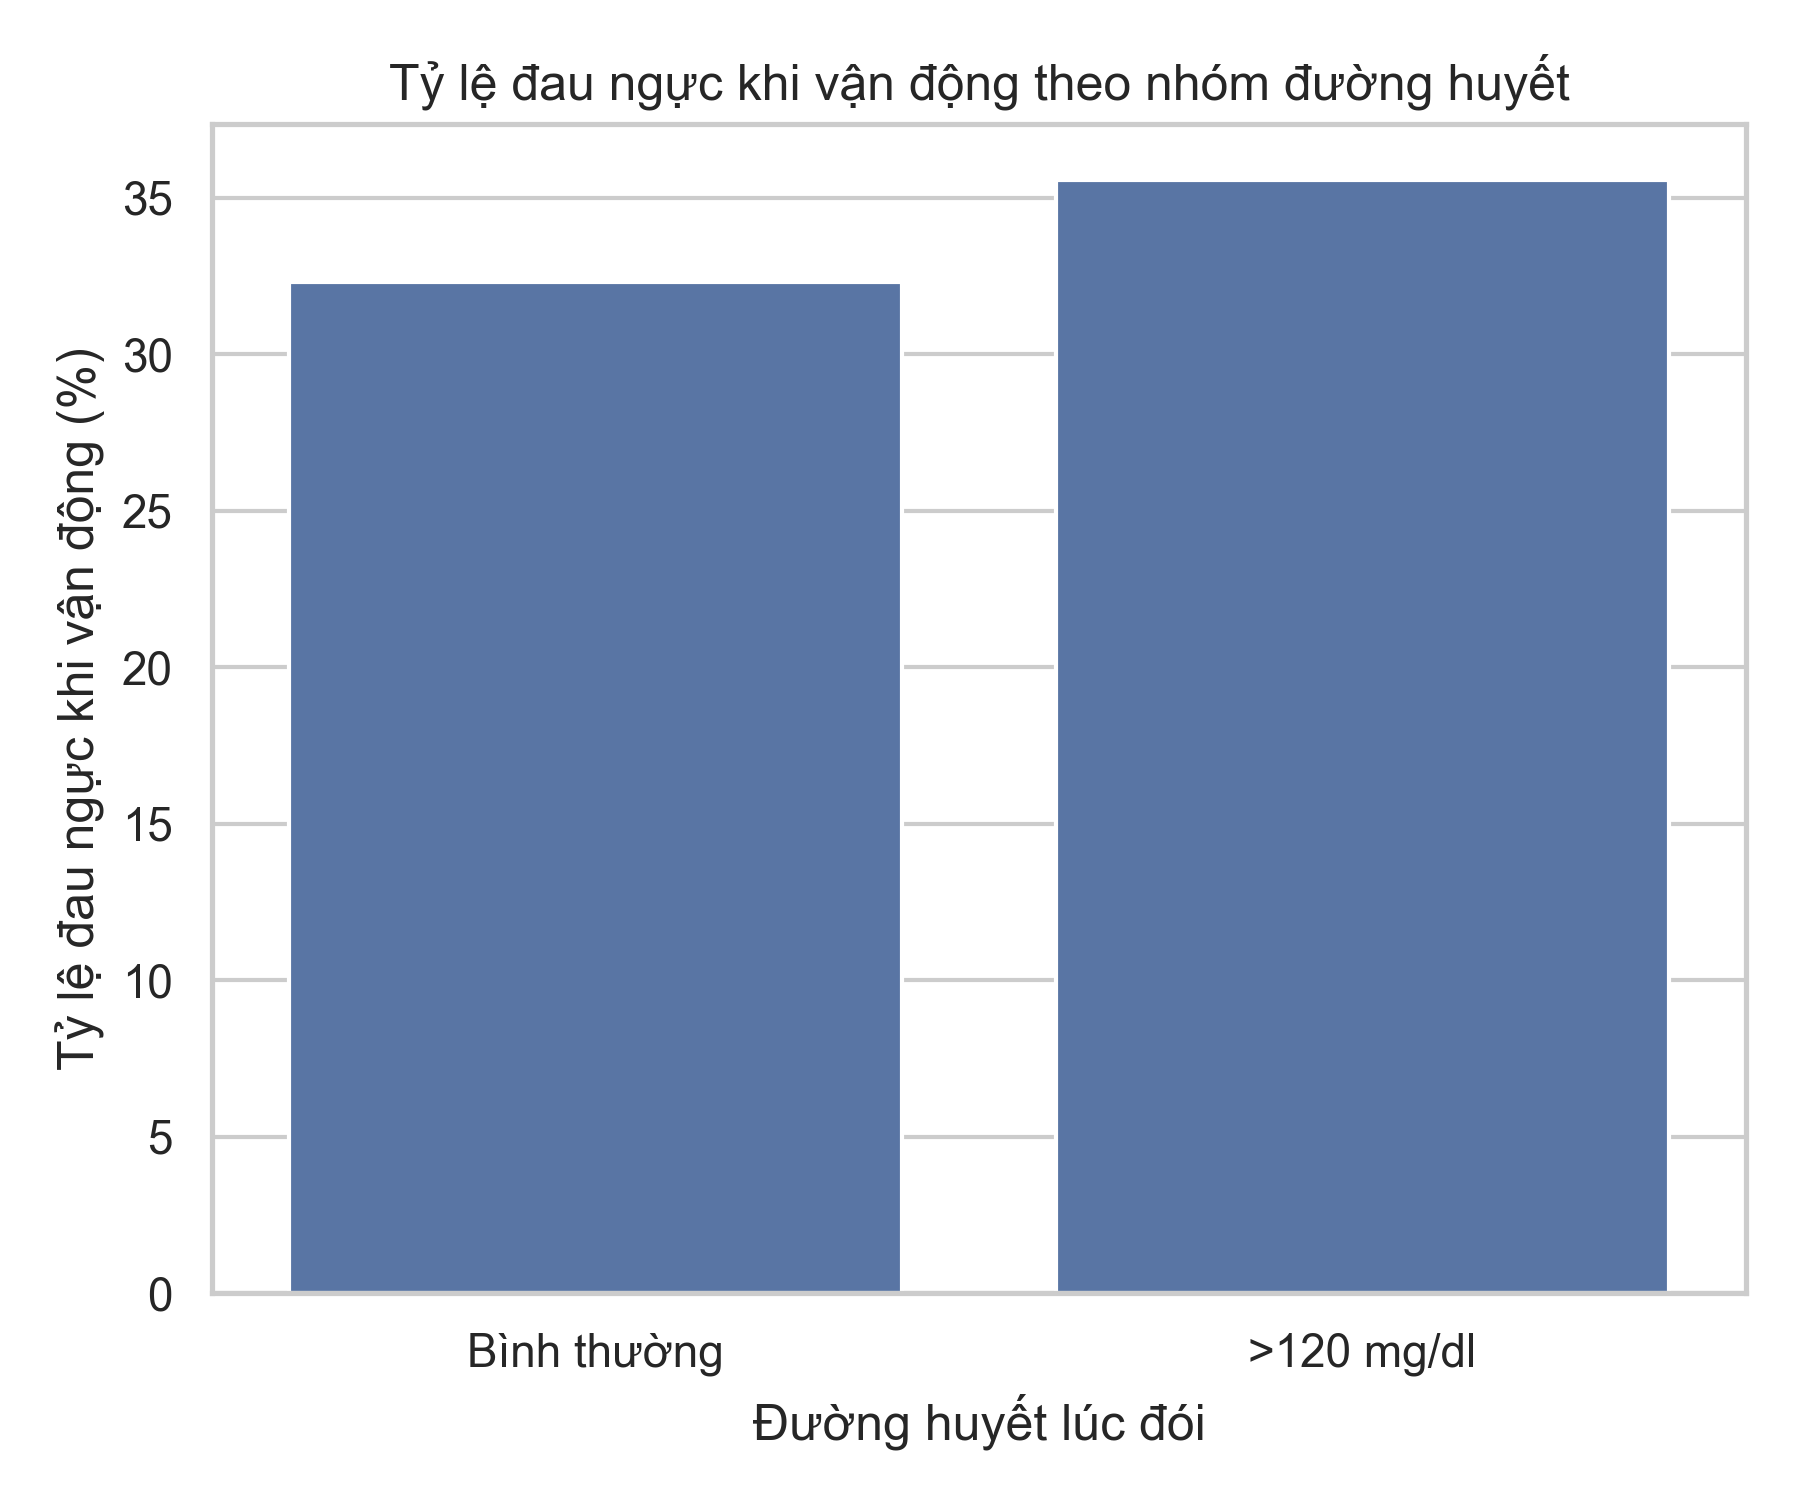 Tỷ lệ đau ngực khi vận động theo nhóm đường huyết
Tỷ lệ đau ngực khi vận động (%)
35
30
25
20
15
10
5
0
Bình thường
>120 mg/dl
Đường huyết lúc đói